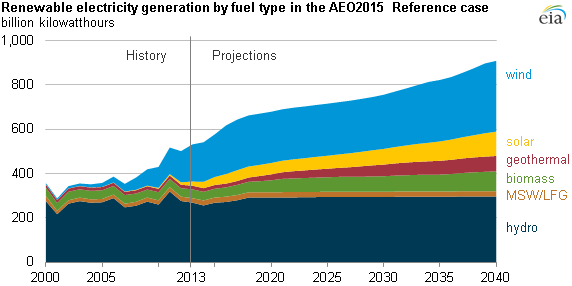 Renewable electricity generation by fuel type in the AEO2015 Reference case
billion kilowatthours
eia
1,000
History
Projections
800
wind
600
solar
geothermal
400
biomass
MSW/LFG
200
hydro
0
2000 2005 2010 2013 2020 2025 2030 2035 2040